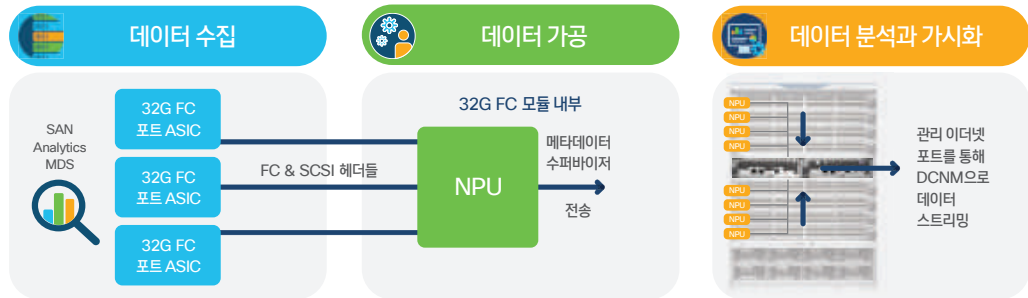 데이터 수집
데이터 가공
데이터 분석과 가시화
SAN
Analytics
MDS
32G FC
포트 ASIC
32G FC
포트 ASIC
32G FC
포트 ASIC
FC & SCSI 헤더들
32G FC 모듈 내부
NPU
메타데이터
수퍼바이저
전송
NPU
NPU
NPU
NPU
NPU
NPU
NPU
NPU
관리 이더넷
포트를 통해
DCNM으로
데이터
스트리밍